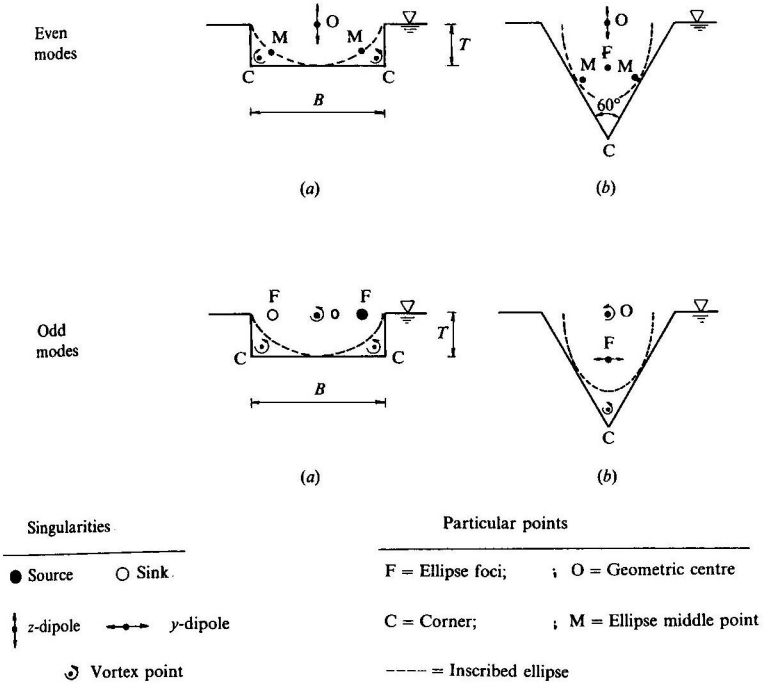 Even
modes
O
M
M
T
C
C
B
(a)
O
F
M
M
60°
C
(b)
Odd
modes
F
O
F
T
C
C
B
(a)
O
F
C
(b)
Singularities
Source
Sink
z-dipole
y-dipole
Vortex point
Particular points
F = Ellipse foci; ; O = Geometric centre
C = Corner; ; M = Ellipse middle point
---- = Inscribed ellipse